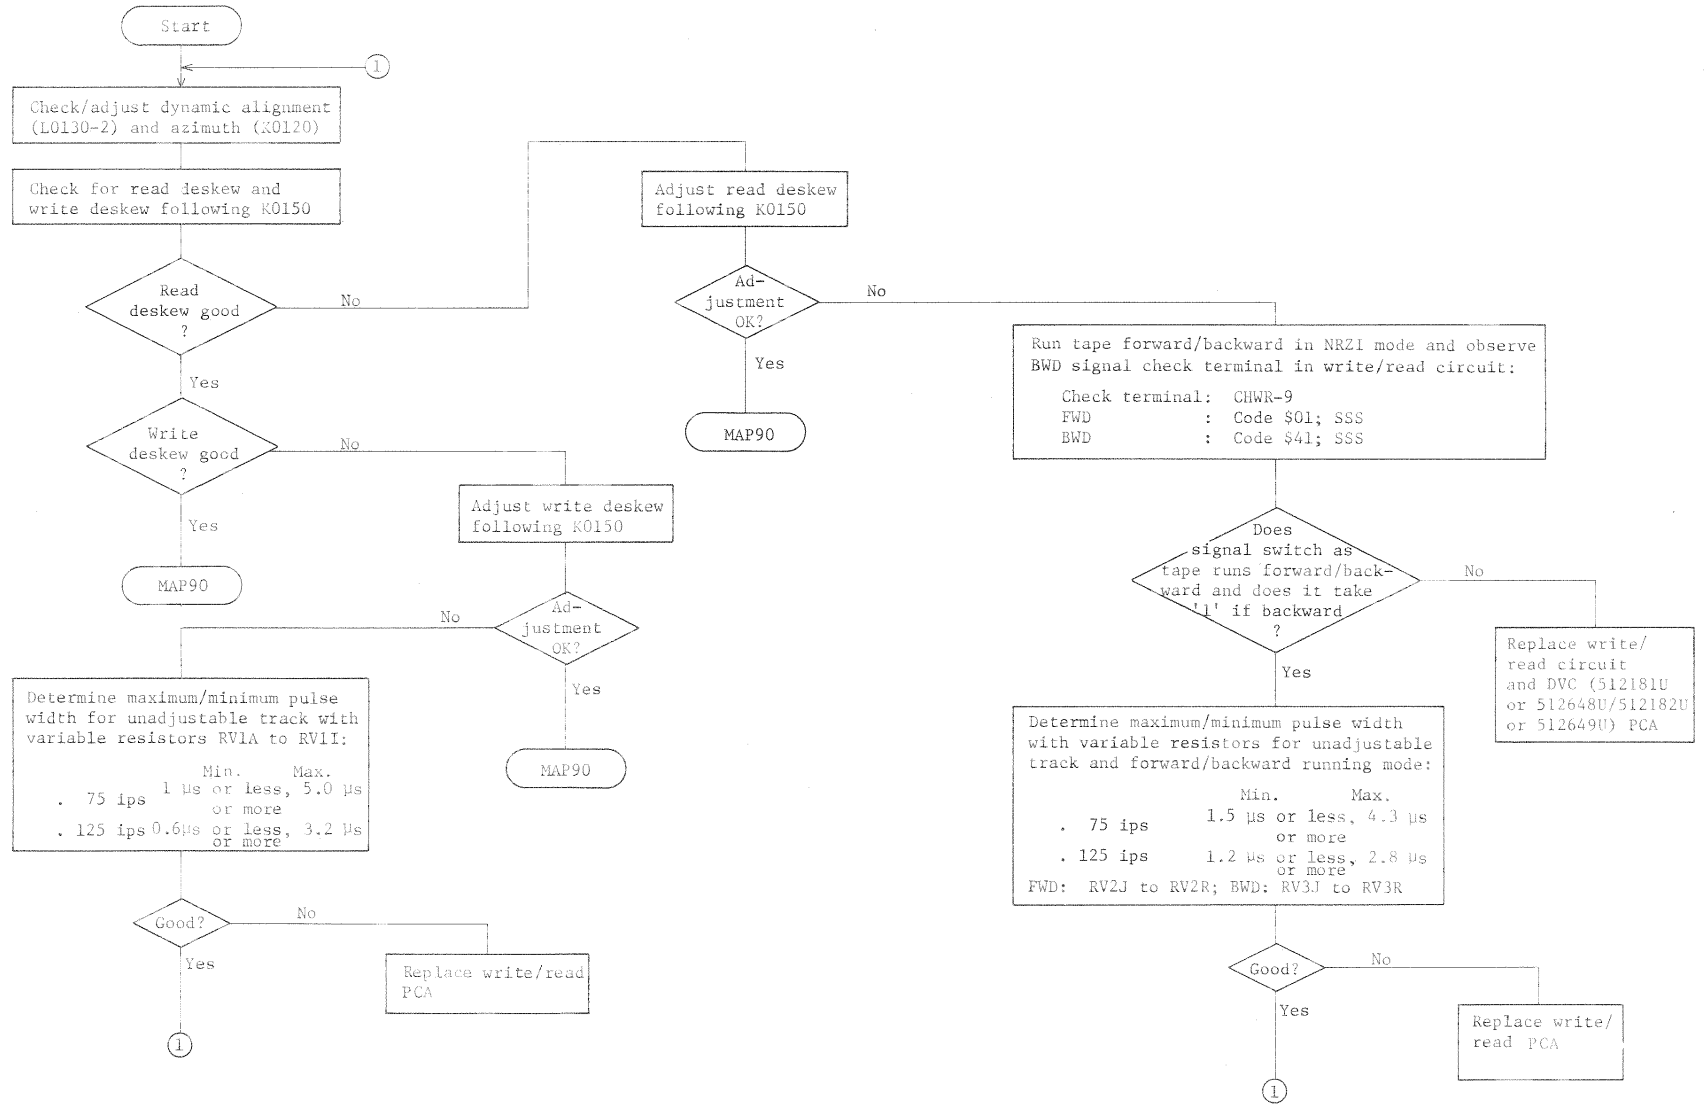 Start
1
Check/adjust dynamic alignment
(L0130-2) and azimuth (K0120)
Check for read deskew and
write deskew following K0150
Read
deskew good
?
No
Yes
Write
deskew good
?
No
Yes
MAP90
Adjust write deskew
following K0150
Ad-
justment
OK?
No
Yes
MAP90
Determine maximum/minimum pulse
width for unadjustable track with
variable resistors RV1A to RV1I:
Min. Max.
. 75 ips 1 µs or less, 5.0 µs
or more
. 125 ips 0.6µs or less, 3.2 µs
or more
Good?
No
Yes
Replace write/read
PCA
1
Adjust read deskew
following K0150
Ad-
justment
OK?
No
Yes
MAP90
Run tape forward/backward in NRZI mode and observe
BWD signal check terminal in write/read circuit:
Check terminal: CHWR-9
FWD : Code $01; SSS
BWD : Code $41; SSS
Does
signal switch as
tape runs forward/back-
ward and does it take
'1' if backward
?
No
Yes
Replace write/
read circuit
and DVC (512181U
or 512648U/512182U
or 512649U) PCA
Determine maximum/minimum pulse width
with variable resistors for unadjustable
track and forward/backward running mode:
Min. Max.
. 75 ips 1.5 µs or less, 4.3 µs
or more
. 125 ips 1.2 µs or less, 2.8 µs
or more
FWD: RV2J to RV2R; BWD: RV3J to RV3R
Good?
No
Yes
Replace write/
read PCA
1